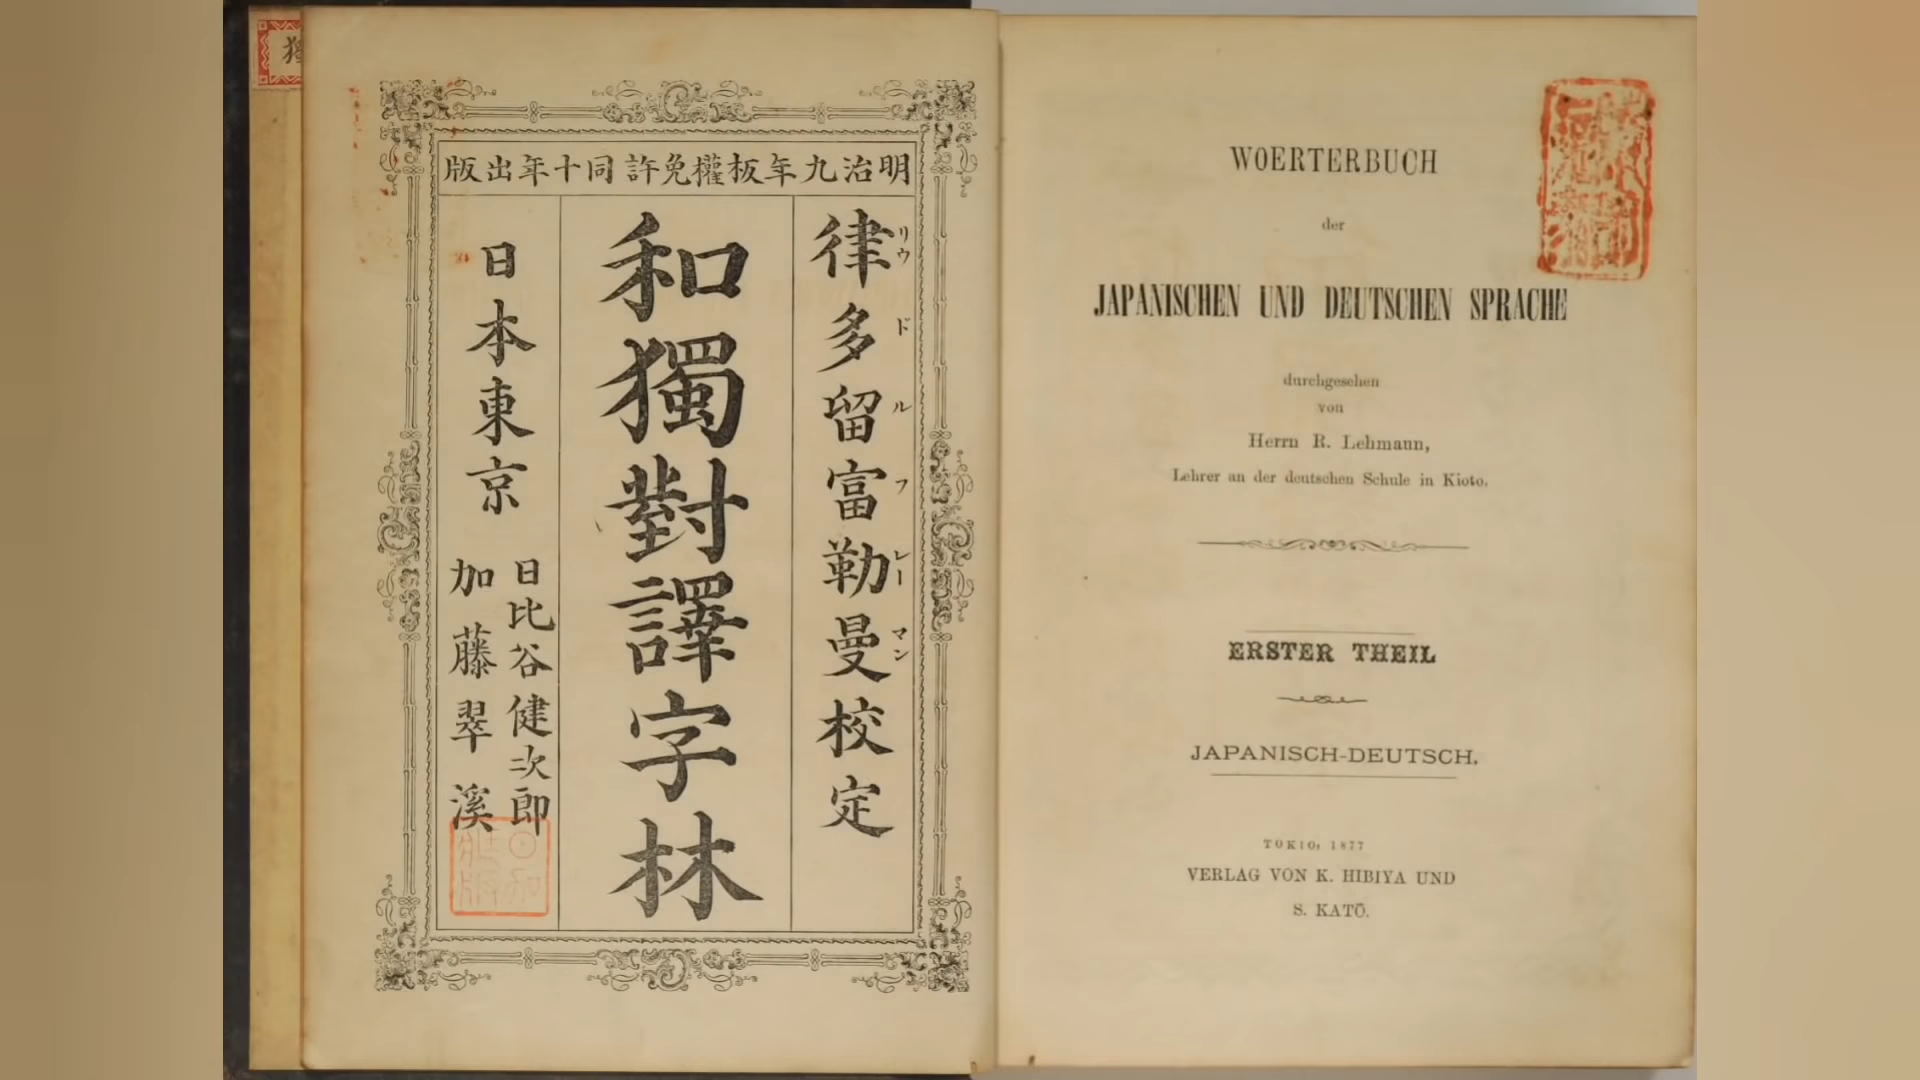 明治九年板權免許 同十年出版
律多留富勒曼校定
リウドルフレーマン
和獨對譯字林
日本東京
日比谷健次郎
加藤翠溪
WOERTERBUCH
der
JAPANISCHEN UND DEUTSCHEN SPRACHE
durchgesehen
von
Herrn R. Lehmann,
Lehrer an der deutschen Schule in Kioto.
ERSTER THEIL
JAPANISCH-DEUTSCH.
TOKIO, 1877
VERLAG VON K. HIBIYA UND
S. KATŌ.